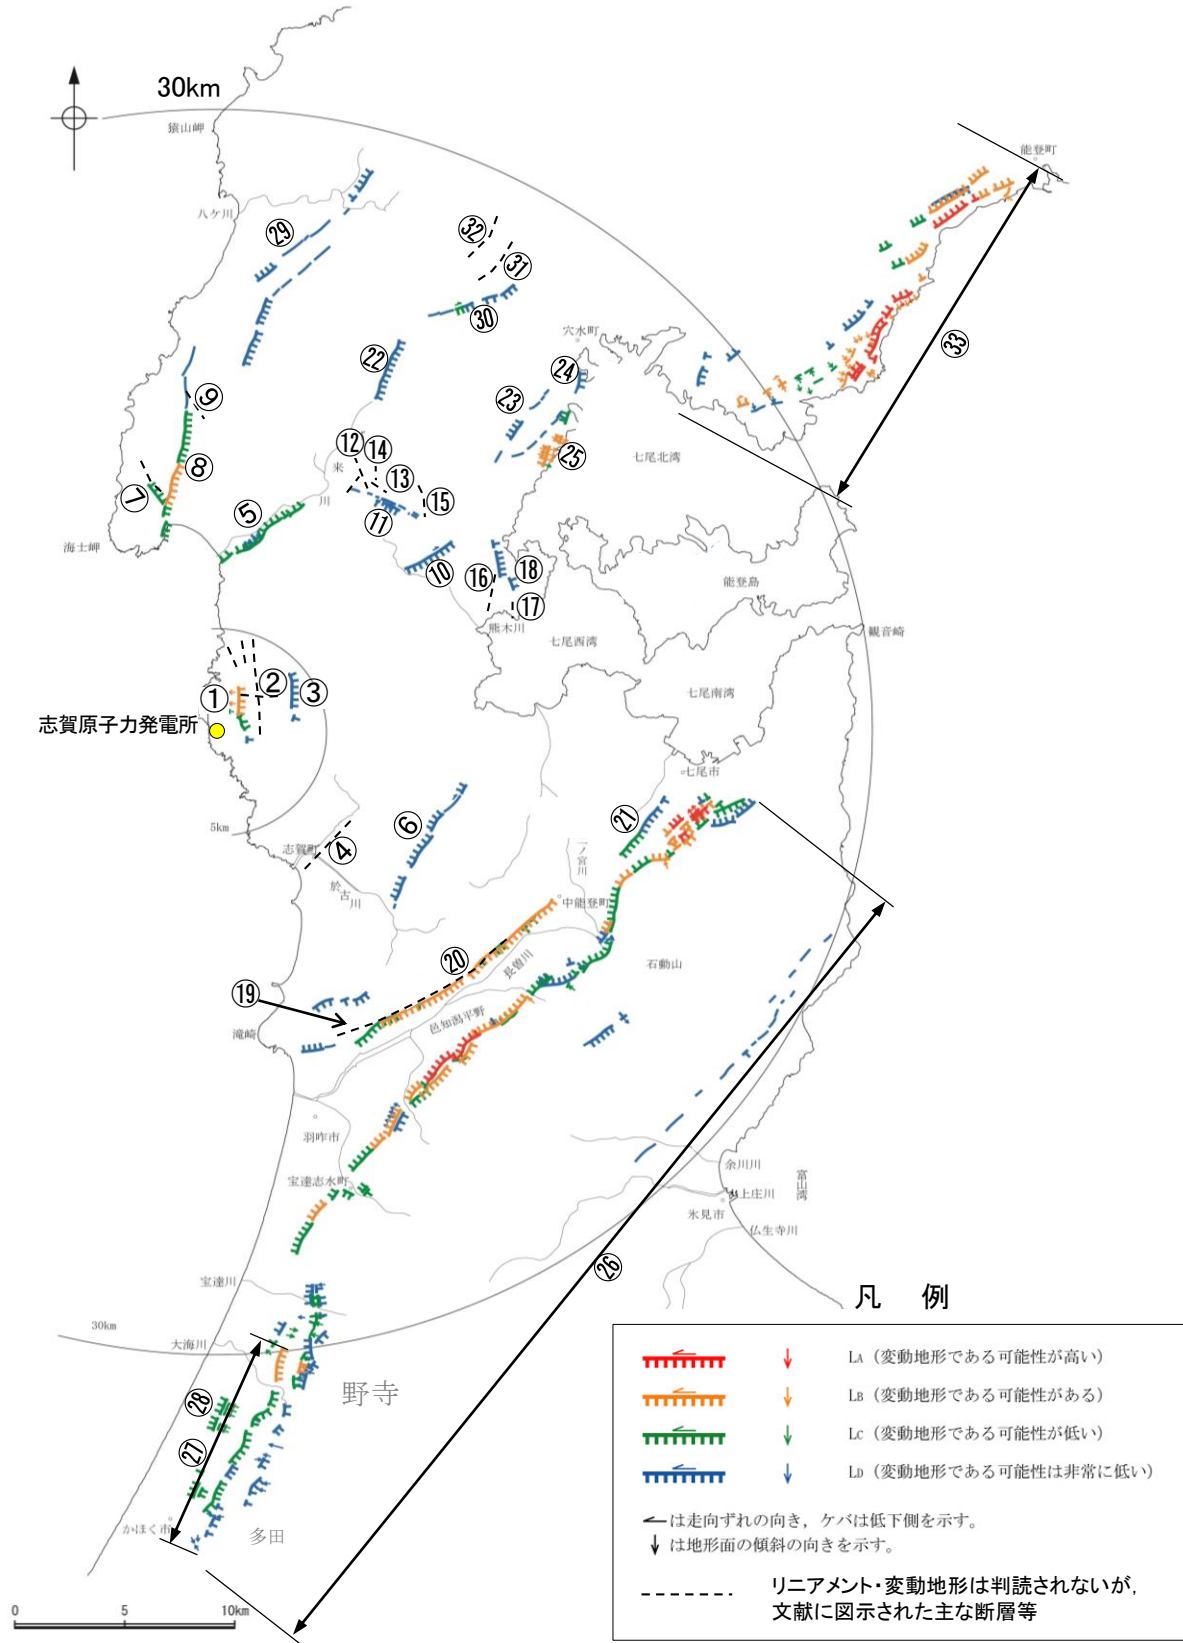 30km
猿山岬
能登町
八ケ川
㉜
㉙
㉛
㉚
穴水町
㉝
㉒
㉔
㉓
⑨
⑫
⑭
七尾北湾
㉕
来
⑧
⑬
⑦
川
⑮
⑤
⑪
海士岬
⑩
⑯
⑱
能登島
⑰
熊木川
七尾西湾
観音崎
②
①
③
七尾南湾
志賀原子力発電所
七尾市
⑥
㉑
5km
志賀町
④
一ノ宮川
於古川
中能登町
⑳
長曽川
石動山
⑲
邑知潟平野
滝崎
羽咋市
余川川
宝達志水町
富山湾
上庄川
氷見市
仏生寺川
㉖
宝達川
凡 例
30km
大海川
LA（変動地形である可能性が高い）
野寺
LB（変動地形である可能性がある）
㉘
LC（変動地形である可能性が低い）
㉗
LD（変動地形である可能性は非常に低い）
かほく市
多田
は走向ずれの向き，ケバは低下側を示す。
は地形面の傾斜の向きを示す。
リニアメント・変動地形は判読されないが，
文献に図示された主な断層等
0 5 10km